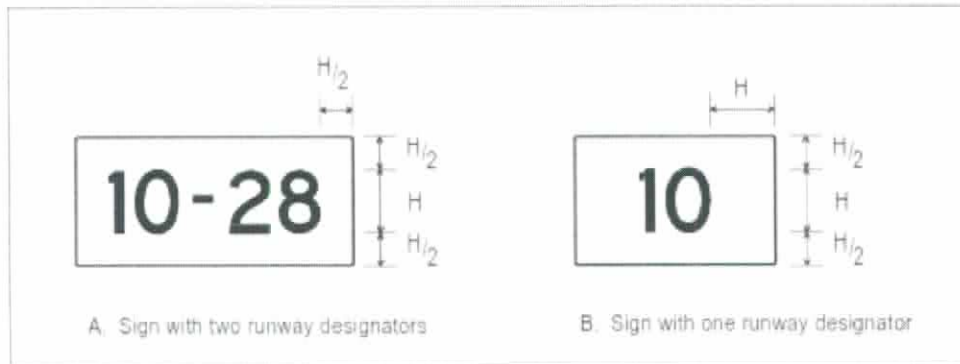 H/2
H/2
10-28
H
H/2
A. Sign with two runway designators
H
H/2
10
H
H/2
B. Sign with one runway designator